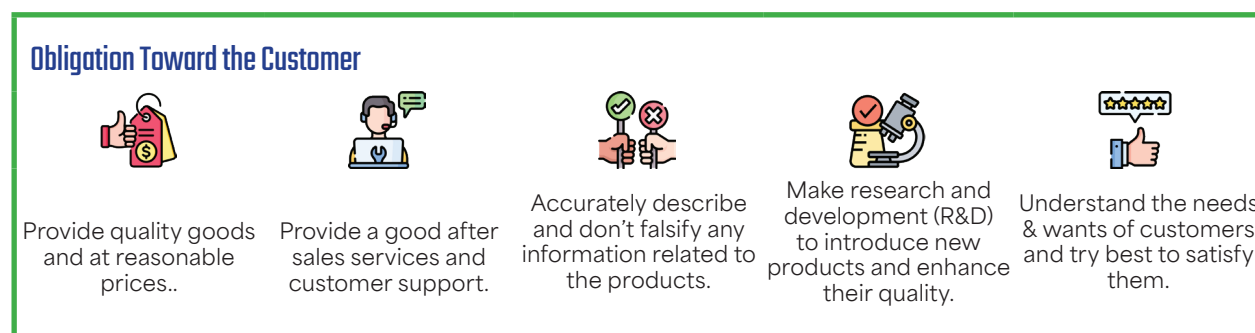 Obligation Toward the Customer
Provide quality goods
and at reasonable
prices..
Provide a good after
sales services and
customer support.
Accurately describe
and don't falsify any
information related to
the products.
Make research and
development (R&D)
to introduce new
products and enhance
their quality.
Understand the needs
& wants of customers
and try best to satisfy
them.